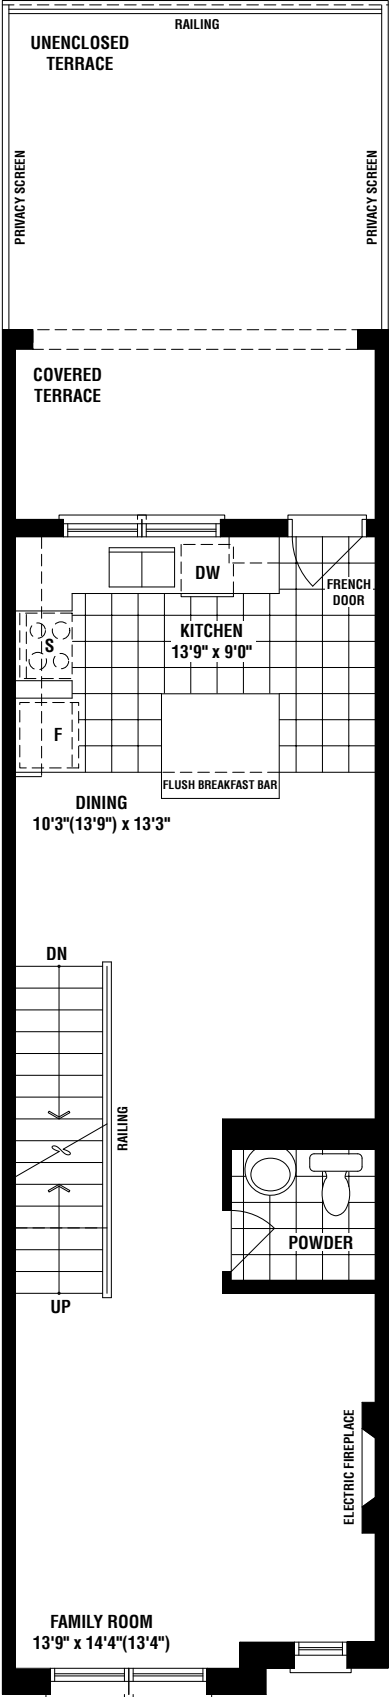 RAILING
UNENCLOSED
TERRACE
PRIVACY SCREEN
PRIVACY SCREEN
COVERED
TERRACE
DW
FRENCH
DOOR
KITCHEN
13'9" x 9'0"
S
F
FLUSH BREAKFAST BAR
DINING
10'3"(13'9") x 13'3"
DN
RAILING
POWDER
UP
ELECTRIC FIREPLACE
FAMILY ROOM
13'9" x 14'4"(13'4")